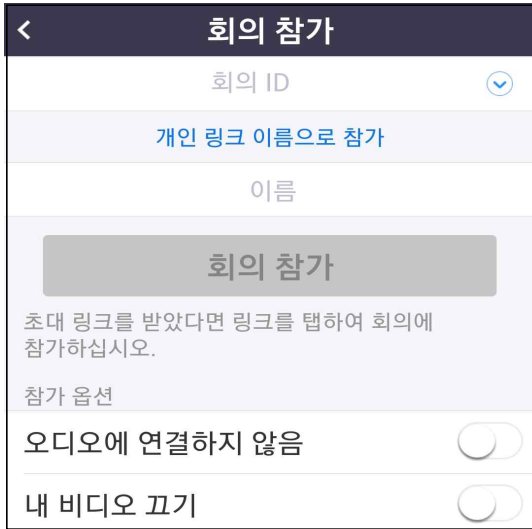 회의 참가
회의 ID
개인 링크 이름으로 참가
이름
회의 참가
초대 링크를 받았다면 링크를 탭하여 회의에
참가하십시오.
참가 옵션
오디오에 연결하지 않음
내 비디오 끄기